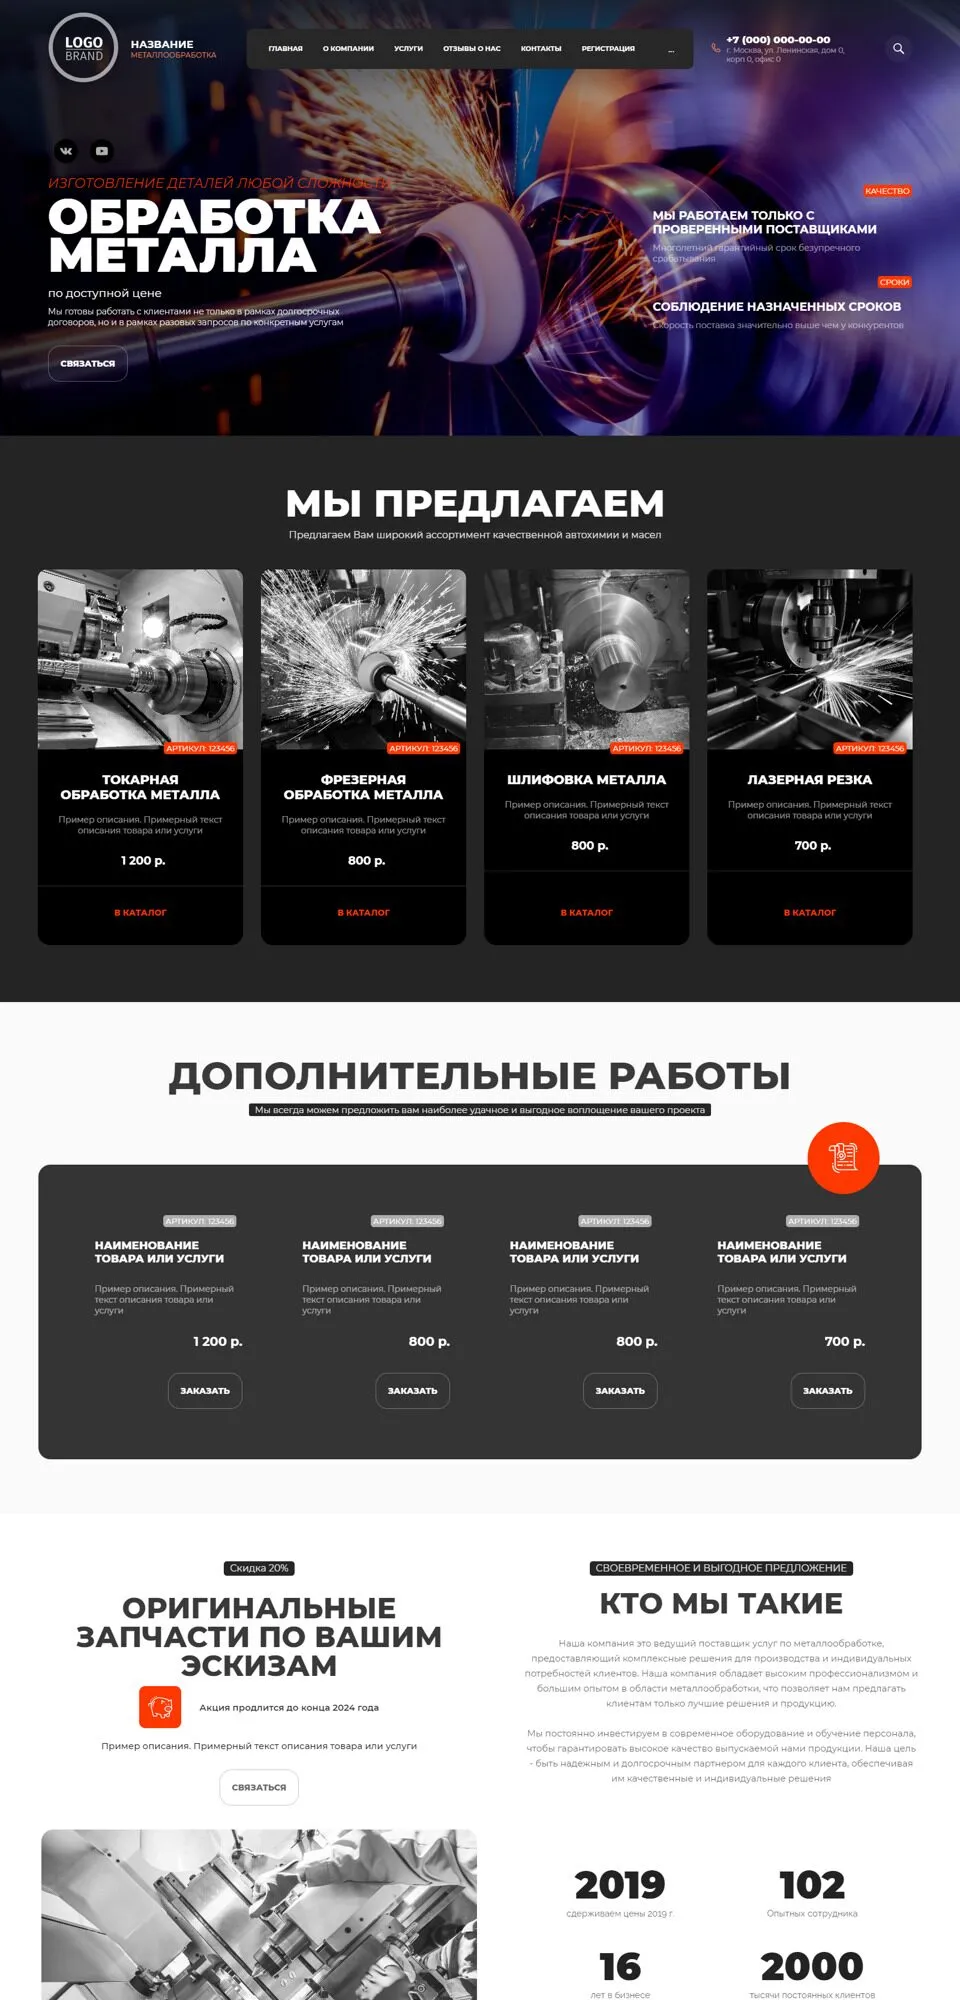 LOGO
BRAND
НАЗВАНИЕ
МЕТАЛЛООБРАБОТКА
ГЛАВНАЯ
О КОМПАНИИ
УСЛУГИ
ОТЗЫВЫ О НАС
КОНТАКТЫ
РЕГИСТРАЦИЯ
...
+7 (000) 000-00-00
г. Москва, ул. Ленинская, дом 0,
корп 0, офис 0
ИЗГОТОВЛЕНИЕ ДЕТАЛЕЙ ЛЮБОЙ СЛОЖНОСТИ
ОБРАБОТКА
МЕТАЛЛА
по доступной цене
Мы готовы работать с клиентами не только в рамках долгосрочных
договоров, но и в рамках разовых запросов по конкретным услугам
СВЯЗАТЬСЯ
КАЧЕСТВО
МЫ РАБОТАЕМ ТОЛЬКО С
ПРОВЕРЕННЫМИ ПОСТАВЩИКАМИ
Многолетний гарантийный срок безупречного
срабатывания
СРОКИ
СОБЛЮДЕНИЕ НАЗНАЧЕННЫХ СРОКОВ
Скорость поставка значительно выше чем у конкурентов
МЫ ПРЕДЛАГАЕМ
Предлагаем Вам широкий ассортимент качественной автохимии и масел
АРТИКУЛ: 123456
ТОКАРНАЯ
ОБРАБОТКА МЕТАЛЛА
Пример описания. Примерный текст
описания товара или услуги
1 200 р.
В КАТАЛОГ
АРТИКУЛ: 123456
ФРЕЗЕРНАЯ
ОБРАБОТКА МЕТАЛЛА
Пример описания. Примерный текст
описания товара или услуги
800 р.
В КАТАЛОГ
АРТИКУЛ: 123456
ШЛИФОВКА МЕТАЛЛА
Пример описания. Примерный текст
описания товара или услуги
800 р.
В КАТАЛОГ
АРТИКУЛ: 123456
ЛАЗЕРНАЯ РЕЗКА
Пример описания. Примерный текст
описания товара или услуги
700 р.
В КАТАЛОГ
ДОПОЛНИТЕЛЬНЫЕ РАБОТЫ
Мы всегда можем предложить вам наиболее удачное и выгодное воплощение вашего проекта
АРТИКУЛ: 123456
НАИМЕНОВАНИЕ
ТОВАРА ИЛИ УСЛУГИ
Пример описания. Примерный
текст описания товара или
услуги
1 200 р.
ЗАКАЗАТЬ
АРТИКУЛ: 123456
НАИМЕНОВАНИЕ
ТОВАРА ИЛИ УСЛУГИ
Пример описания. Примерный
текст описания товара или
услуги
800 р.
ЗАКАЗАТЬ
АРТИКУЛ: 123456
НАИМЕНОВАНИЕ
ТОВАРА ИЛИ УСЛУГИ
Пример описания. Примерный
текст описания товара или
услуги
800 р.
ЗАКАЗАТЬ
АРТИКУЛ: 123456
НАИМЕНОВАНИЕ
ТОВАРА ИЛИ УСЛУГИ
Пример описания. Примерный
текст описания товара или
услуги
700 р.
ЗАКАЗАТЬ
Скидка 20%
ОРИГИНАЛЬНЫЕ
ЗАПЧАСТИ ПО ВАШИМ
ЭСКИЗАМ
Акция продлится до конца 2024 года
Пример описания. Примерный текст описания товара или услуги
СВЯЗАТЬСЯ
СВОЕВРЕМЕННОЕ И ВЫГОДНОЕ ПРЕДЛОЖЕНИЕ
КТО МЫ ТАКИЕ
Наша компания это ведущий поставщик услуг по металлообработке,
предоставляющий комплексные решения для производства и индивидуальных
потребностей клиентов. Наша компания обладает высоким профессионализмом и
большим опытом в области металлообработки, что позволяет нам предлагать
клиентам только лучшие решения и продукцию.
Мы постоянно инвестируем в современное оборудование и обучение персонала,
чтобы гарантировать высокое качество выпускаемой нами продукции. Наша цель
- быть надежным и долгосрочным партнером для каждого клиента, обеспечивая
им качественные и индивидуальные решения
2019
сдерживаем цены 2019 г.
102
Опытных сотрудника
16
лет в бизнесе
2000
тысячи постоянных клиентов